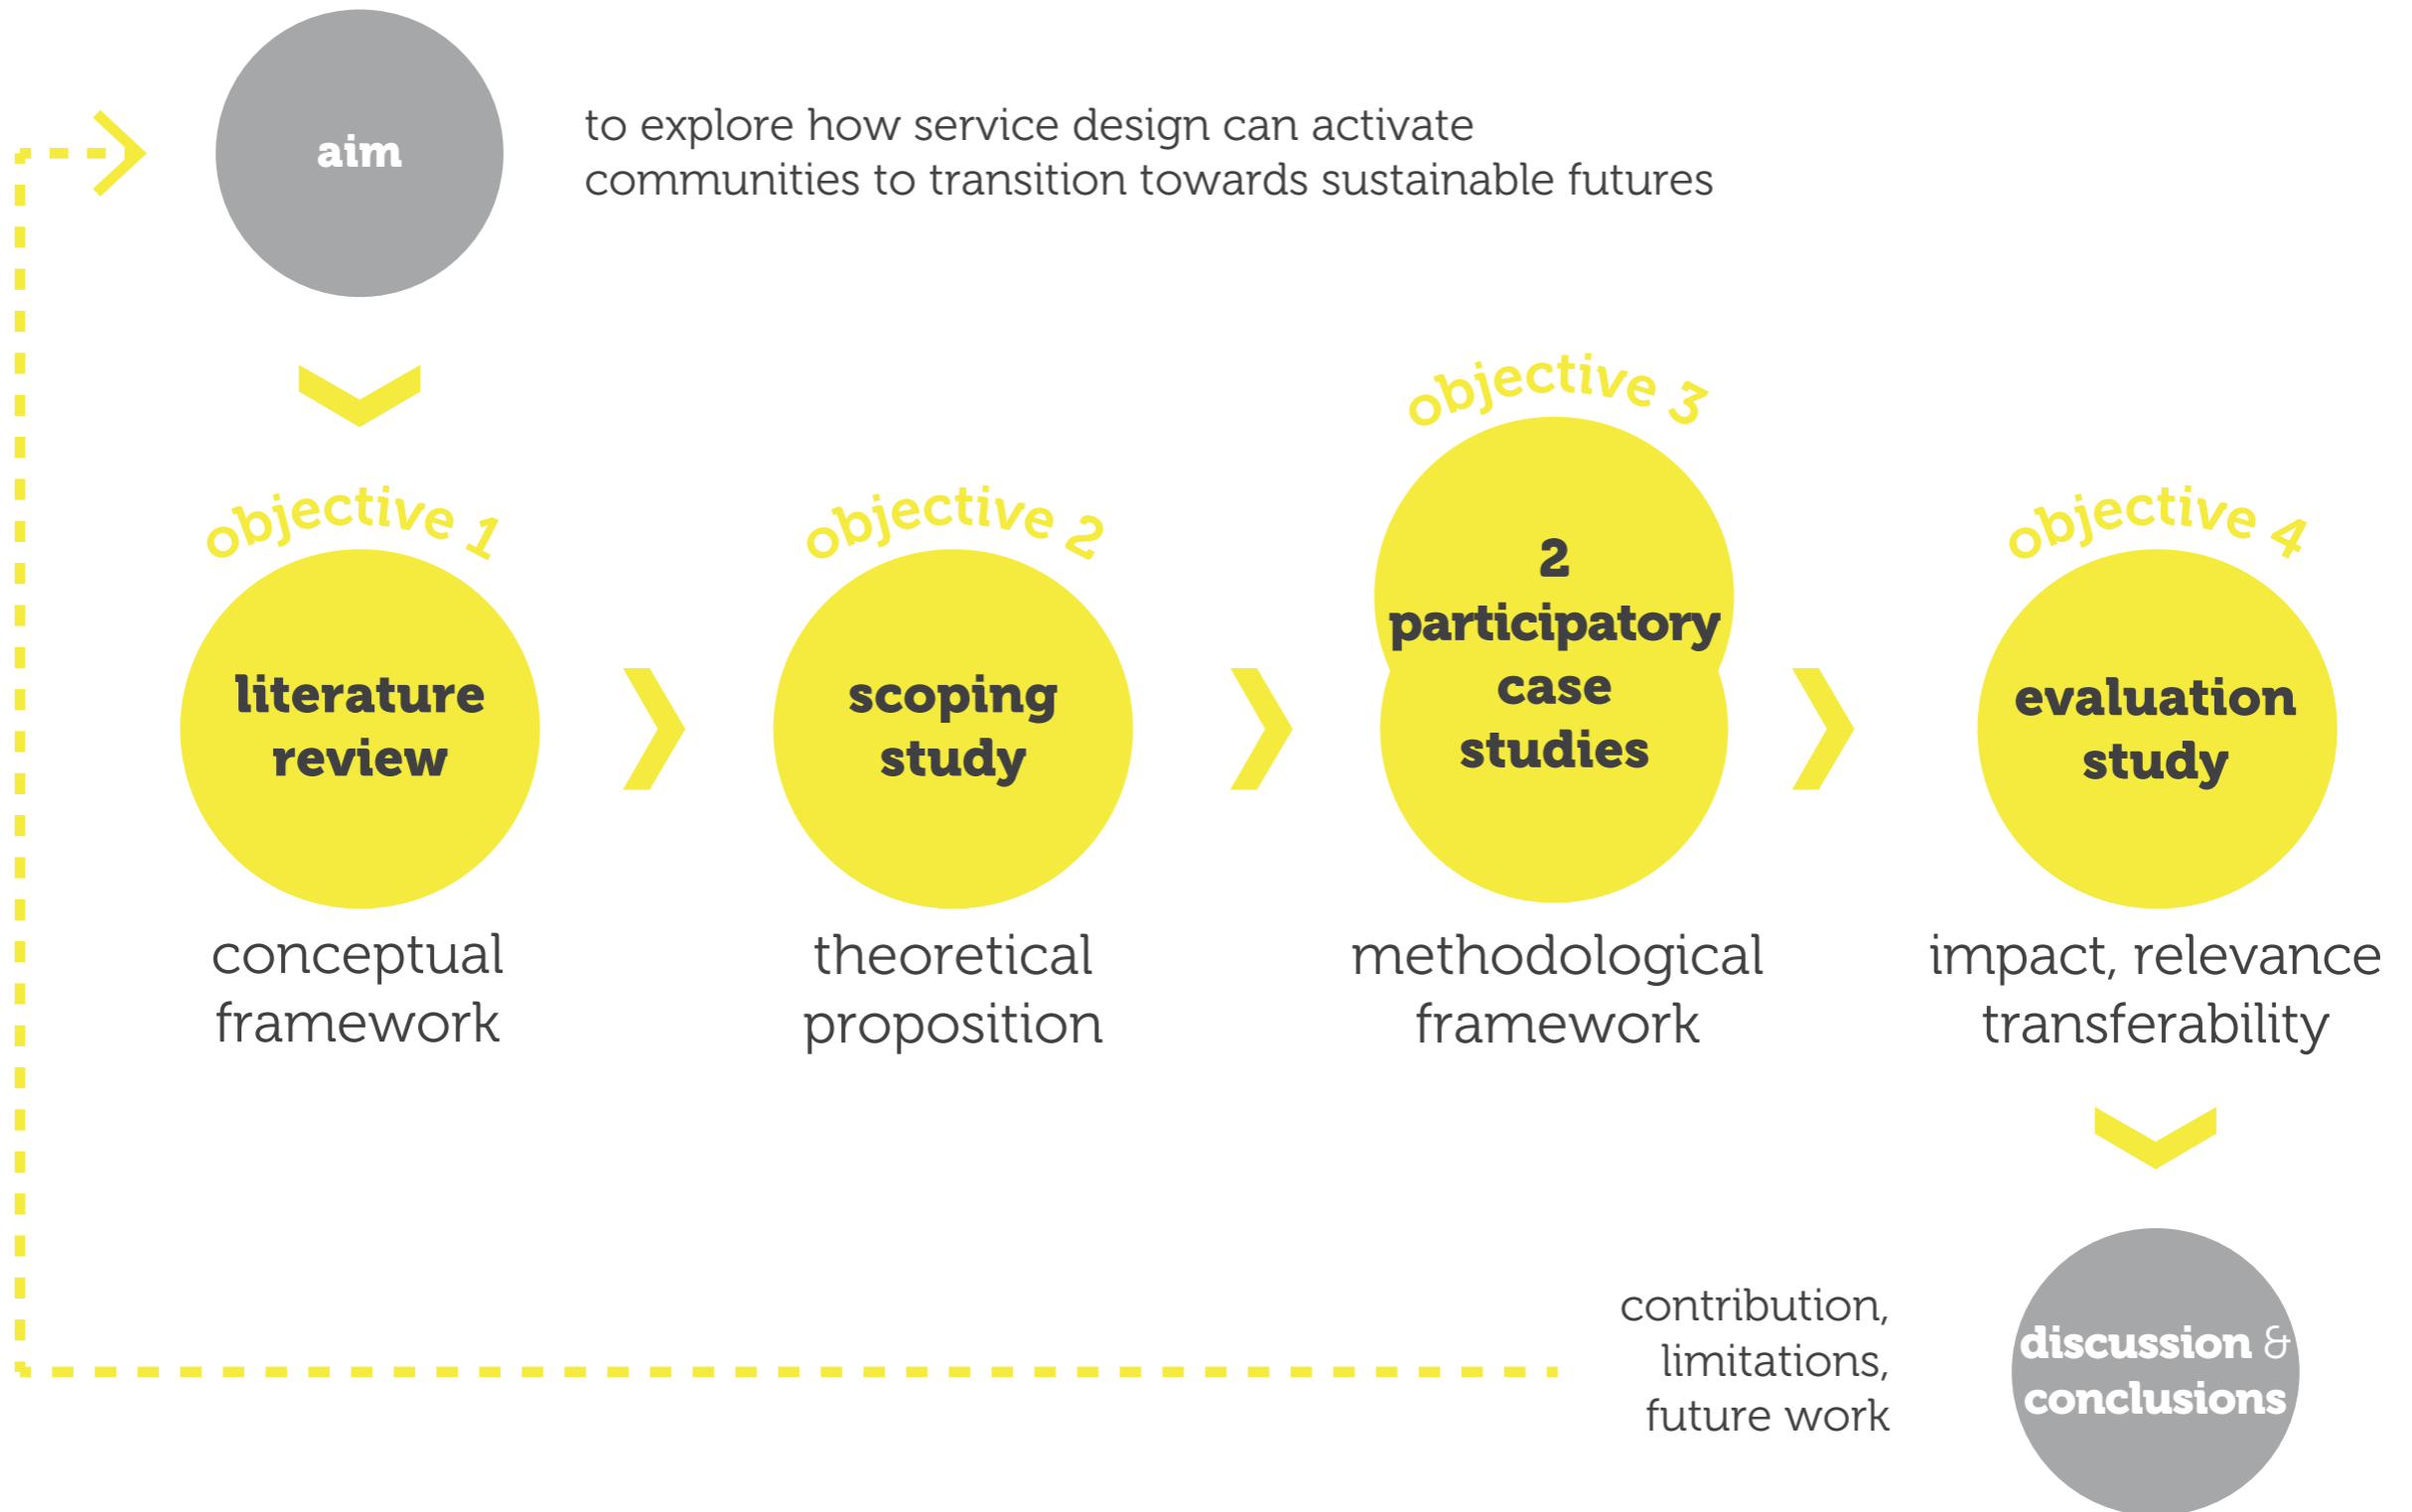 aim
to explore how service design can activate
communities to transition towards sustainable futures
objective 1
literature
review
conceptual
framework
objective 2
scoping
study
theoretical
proposition
objective 3
2
participatory
case
studies
methodological
framework
objective 4
evaluation
study
impact, relevance
transferability
contribution,
limitations,
future work
discussion &
conclusions